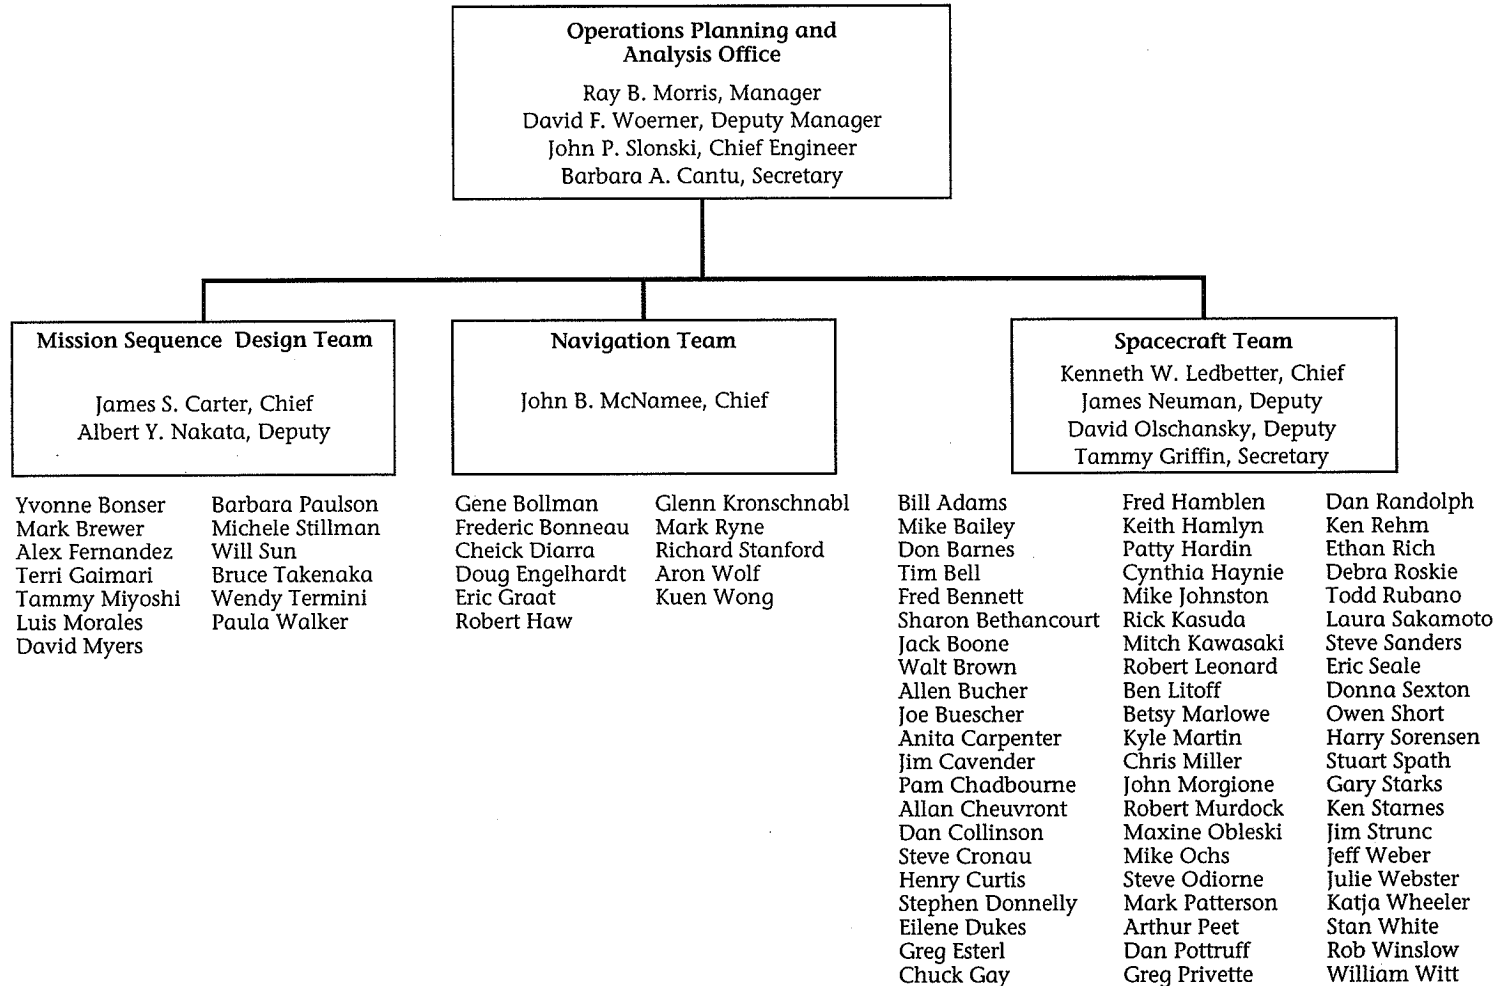 Operations Planning and
Analysis Office
Ray B. Morris, Manager
David F. Woerner, Deputy Manager
John P. Slonski, Chief Engineer
Barbara A. Cantu, Secretary
Mission Sequence Design Team
James S. Carter, Chief
Albert Y. Nakata, Deputy
Yvonne Bonser
Mark Brewer
Alex Fernandez
Terri Gaimari
Tammy Miyoshi
Luis Morales
David Myers
Barbara Paulson
Michele Stillman
Will Sun
Bruce Takenaka
Wendy Termini
Paula Walker
Navigation Team
John B. McNamee, Chief
Gene Bollman
Frederic Bonneau
Cheick Diarra
Doug Engelhardt
Eric Graat
Robert Haw
Glenn Kronschnabl
Mark Ryne
Richard Stanford
Aron Wolf
Kuen Wong
Spacecraft Team
Kenneth W. Ledbetter, Chief
James Neuman, Deputy
David Olschansky, Deputy
Tammy Griffin, Secretary
Bill Adams
Mike Bailey
Don Barnes
Tim Bell
Fred Bennett
Sharon Bethancourt
Jack Boone
Walt Brown
Allen Bucher
Joe Buescher
Anita Carpenter
Jim Cavender
Pam Chadbourne
Allan Cheuvront
Dan Collinson
Steve Cronau
Henry Curtis
Stephen Donnelly
Eilene Dukes
Greg Esterl
Chuck Gay
Fred Hamblen
Keith Hamlyn
Patty Hardin
Cynthia Haynie
Mike Johnston
Rick Kasuda
Mitch Kawasaki
Robert Leonard
Ben Litoff
Betsy Marlowe
Kyle Martin
Chris Miller
John Morgione
Robert Murdock
Maxine Obleski
Mike Ochs
Steve Odiorne
Mark Patterson
Arthur Peet
Dan Pottruff
Greg Privette
Dan Randolph
Ken Rehm
Ethan Rich
Debra Roskie
Todd Rubano
Laura Sakamoto
Steve Sanders
Eric Seale
Donna Sexton
Owen Short
Harry Sorensen
Stuart Spath
Gary Starks
Ken Starnes
Jim Strunc
Jeff Weber
Julie Webster
Katja Wheeler
Stan White
Rob Winslow
William Witt